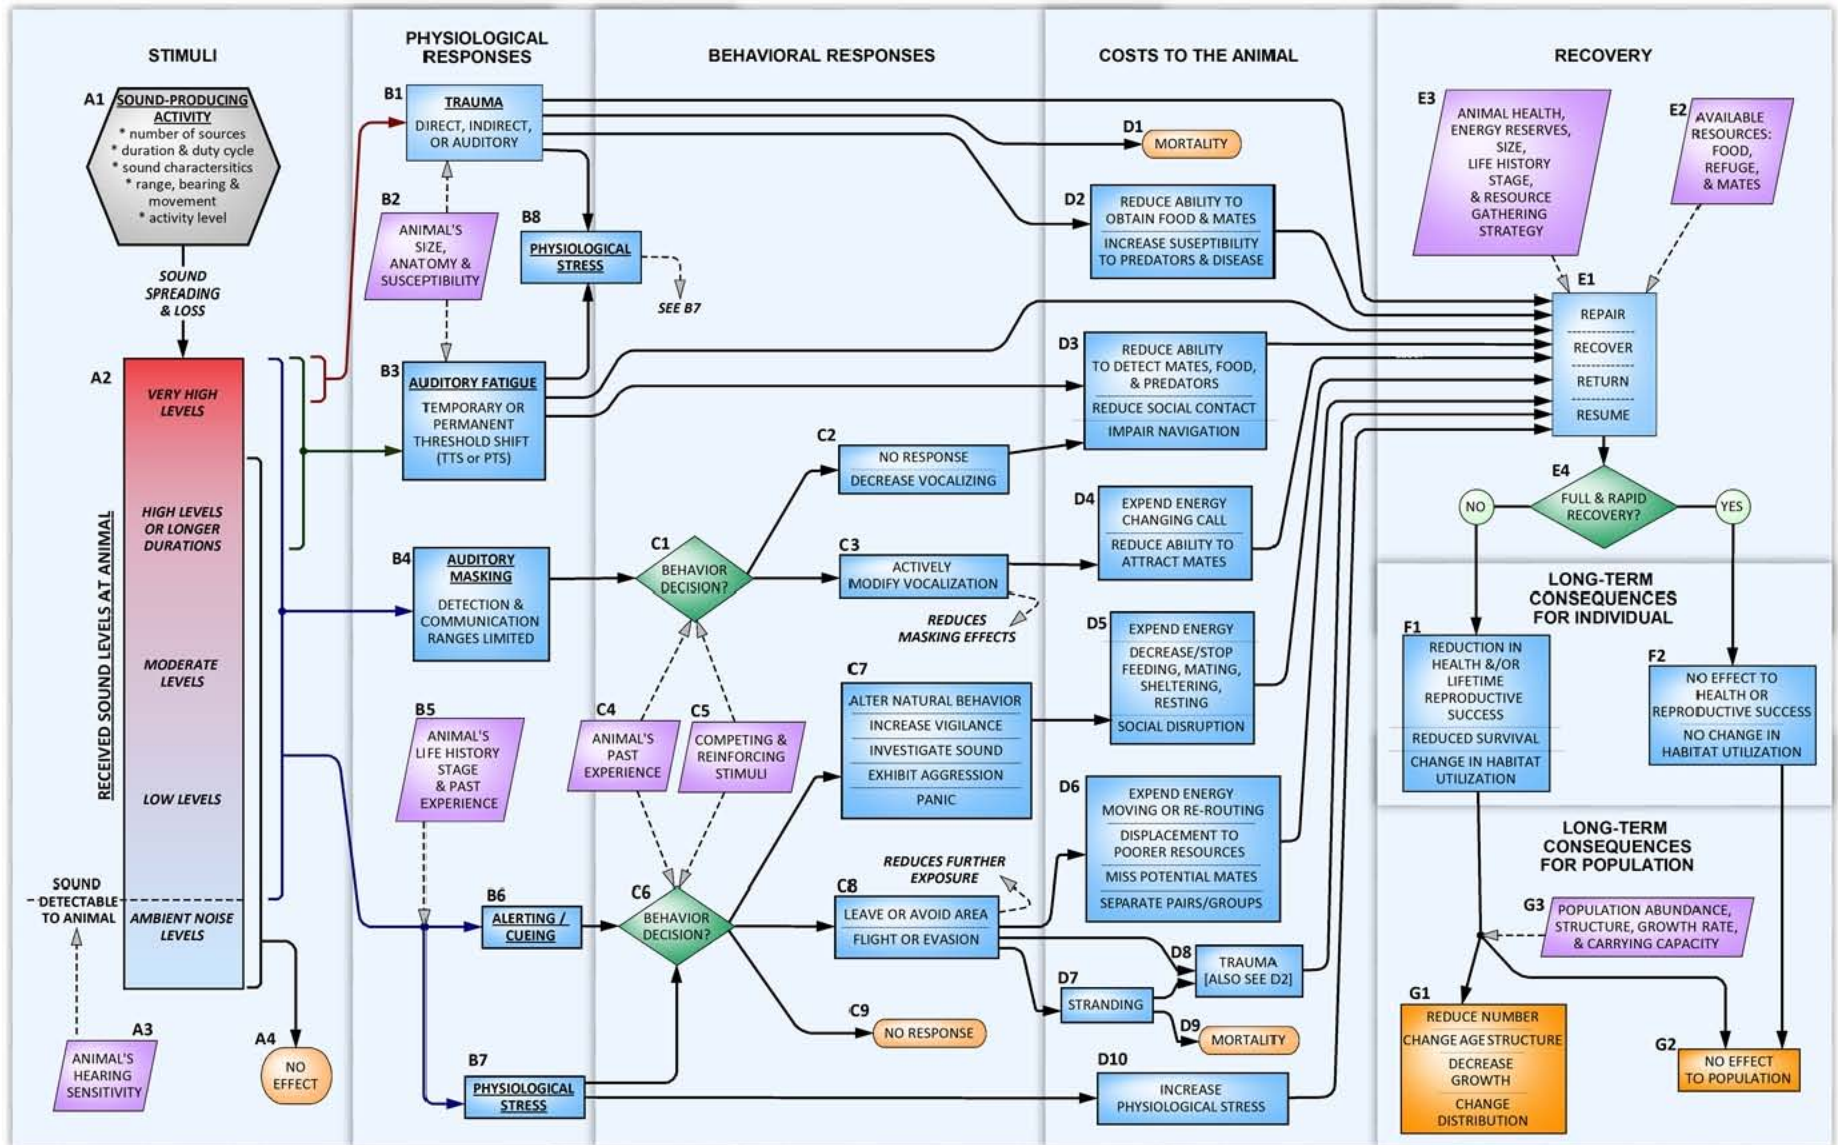 STIMULI
A1
SOUND-PRODUCING
ACTIVITY
* number of sources
* duration & duty cycle
* sound charactersitics
* range, bearing &
movement
* activity level
SOUND
SPREADING
& LOSS
A2
RECEIVED SOUND LEVELS AT ANIMAL
VERY HIGH
LEVELS
HIGH LEVELS
OR LONGER
DURATIONS
MODERATE
LEVELS
LOW LEVELS
SOUND
DETECTABLE
TO ANIMAL
AMBIENT NOISE
LEVELS
A3
ANIMAL'S
HEARING
SENSITIVITY
A4
NO
EFFECT
PHYSIOLOGICAL
RESPONSES
B1
TRAUMA
DIRECT, INDIRECT,
OR AUDITORY
B2
ANIMAL'S
SIZE,
ANATOMY &
SUSCEPTIBILITY
B8
PHYSIOLOGICAL
STRESS
SEE B7
B3
AUDITORY FATIGUE
TEMPORARY OR
PERMANENT
THRESHOLD SHIFT
(TTS or PTS)
B4
AUDITORY
MASKING
DETECTION &
COMMUNICATION
RANGES LIMITED
B5
ANIMAL'S
LIFE HISTORY
STAGE
& PAST
EXPERIENCE
B6
ALERTING /
CUEING
B7
PHYSIOLOGICAL
STRESS
BEHAVIORAL RESPONSES
C1
BEHAVIOR
DECISION?
C2
NO RESPONSE
DECREASE VOCALIZING
C3
ACTIVELY
MODIFY VOCALIZATION
REDUCES
MASKING EFFECTS
C4
ANIMAL'S
PAST
EXPERIENCE
C5
COMPETING &
REINFORCING
STIMULI
C6
BEHAVIOR
DECISION?
C7
ALTER NATURAL BEHAVIOR
INCREASE VIGILANCE
INVESTIGATE SOUND
EXHIBIT AGGRESSION
PANIC
REDUCES FURTHER
EXPOSURE
C8
LEAVE OR AVOID AREA
FLIGHT OR EVASION
C9
NO RESPONSE
COSTS TO THE ANIMAL
D1
MORTALITY
D2
REDUCE ABILITY TO
OBTAIN FOOD & MATES
INCREASE SUSEPTIBILITY
TO PREDATORS & DISEASE
D3
REDUCE ABILITY
TO DETECT MATES, FOOD,
& PREDATORS
REDUCE SOCIAL CONTACT
IMPAIR NAVIGATION
D4
EXPEND ENERGY
CHANGING CALL
REDUCE ABILITY TO
ATTRACT MATES
D5
EXPEND ENERGY
DECREASE/STOP
FEEDING, MATING,
SHELTERING,
RESTING
SOCIAL DISRUPTION
D6
EXPEND ENERGY
MOVING OR RE-ROUTING
DISPLACEMENT TO
POORER RESOURCES
MISS POTENTIAL MATES
SEPARATE PAIRS/GROUPS
D7
STRANDING
D8
TRAUMA
[ALSO SEE D2]
D9
MORTALITY
D10
INCREASE
PHYSIOLOGICAL STRESS
RECOVERY
E3
ANIMAL HEALTH,
ENERGY RESERVES,
SIZE,
LIFE HISTORY
STAGE,
& RESOURCE
GATHERING
STRATEGY
E2
AVAILABLE
RESOURCES:
FOOD,
REFUGE,
& MATES
E1
REPAIR
RECOVER
RETURN
RESUME
E4
FULL & RAPID
RECOVERY?
NO
YES
LONG-TERM
CONSEQUENCES
FOR INDIVIDUAL
F1
REDUCTION IN
HEALTH &/OR
LIFETIME
REPRODUCTIVE
SUCCESS
REDUCED SURVIVAL
CHANGE IN HABITAT
UTILIZATION
F2
NO EFFECT TO
HEALTH OR
REPRODUCTIVE SUCCESS
NO CHANGE IN
HABITAT UTILIZATION
LONG-TERM
CONSEQUENCES
FOR POPULATION
G3
POPULATION ABUNDANCE,
STRUCTURE, GROWTH RATE,
& CARRYING CAPACITY
G1
REDUCE NUMBER
CHANGE AGE STRUCTURE
DECREASE
GROWTH
CHANGE
DISTRIBUTION
G2
NO EFFECT
TO POPULATION